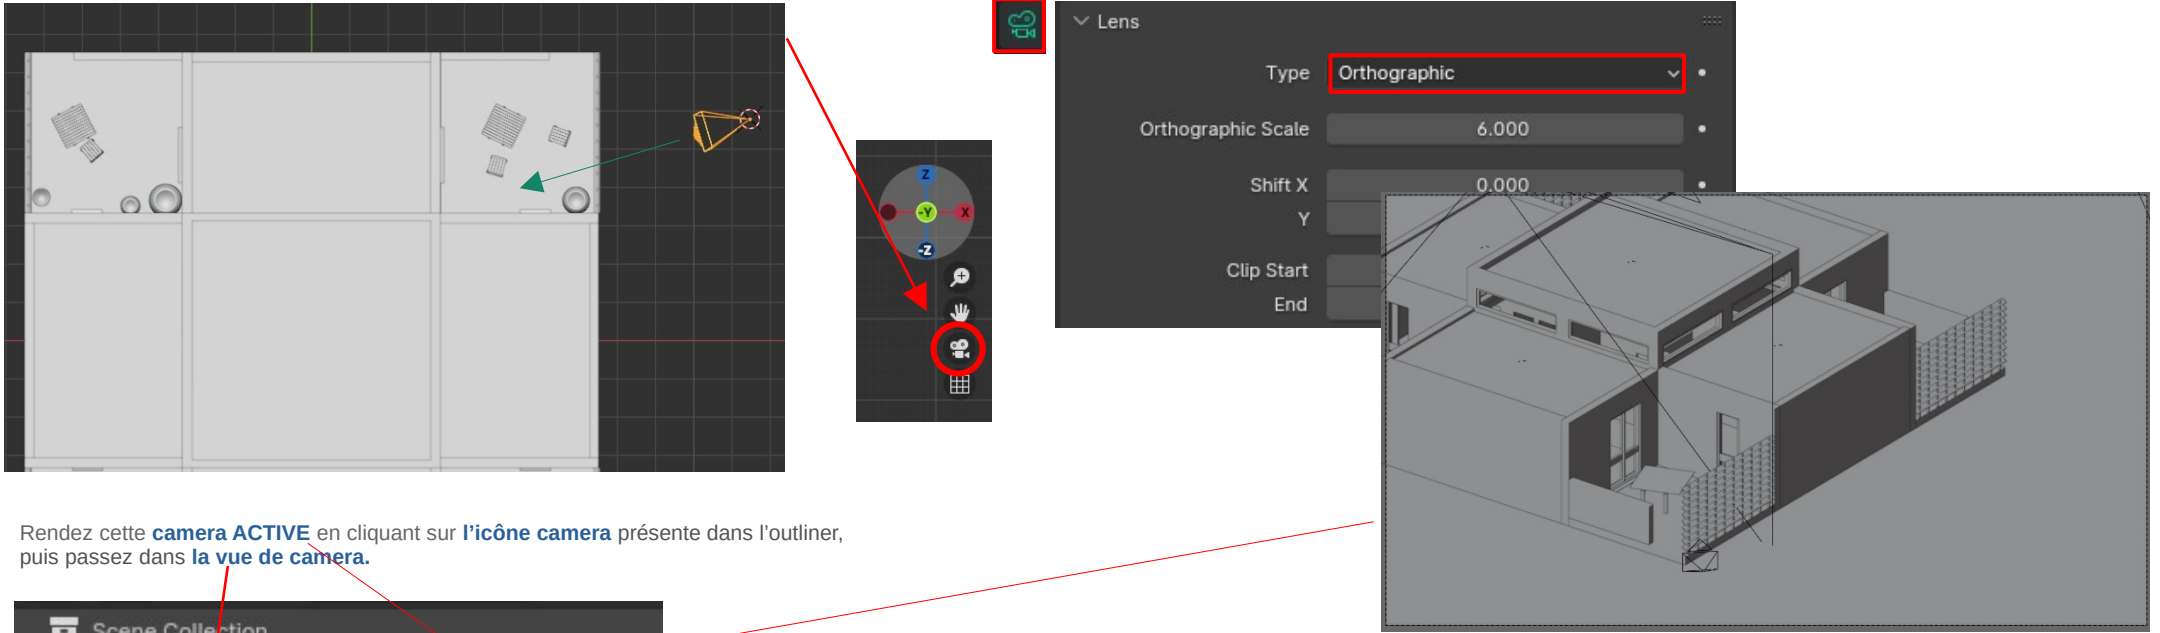 Lens
Type Orthographic
Orthographic Scale 6.000
Shift X 0.000
Y
Clip Start
End
Z
-Y X
-Z
Rendez cette camera ACTIVE en cliquant sur l’icône camera présente dans l’outliner,
puis passez dans la vue de camera.
Scene Collection